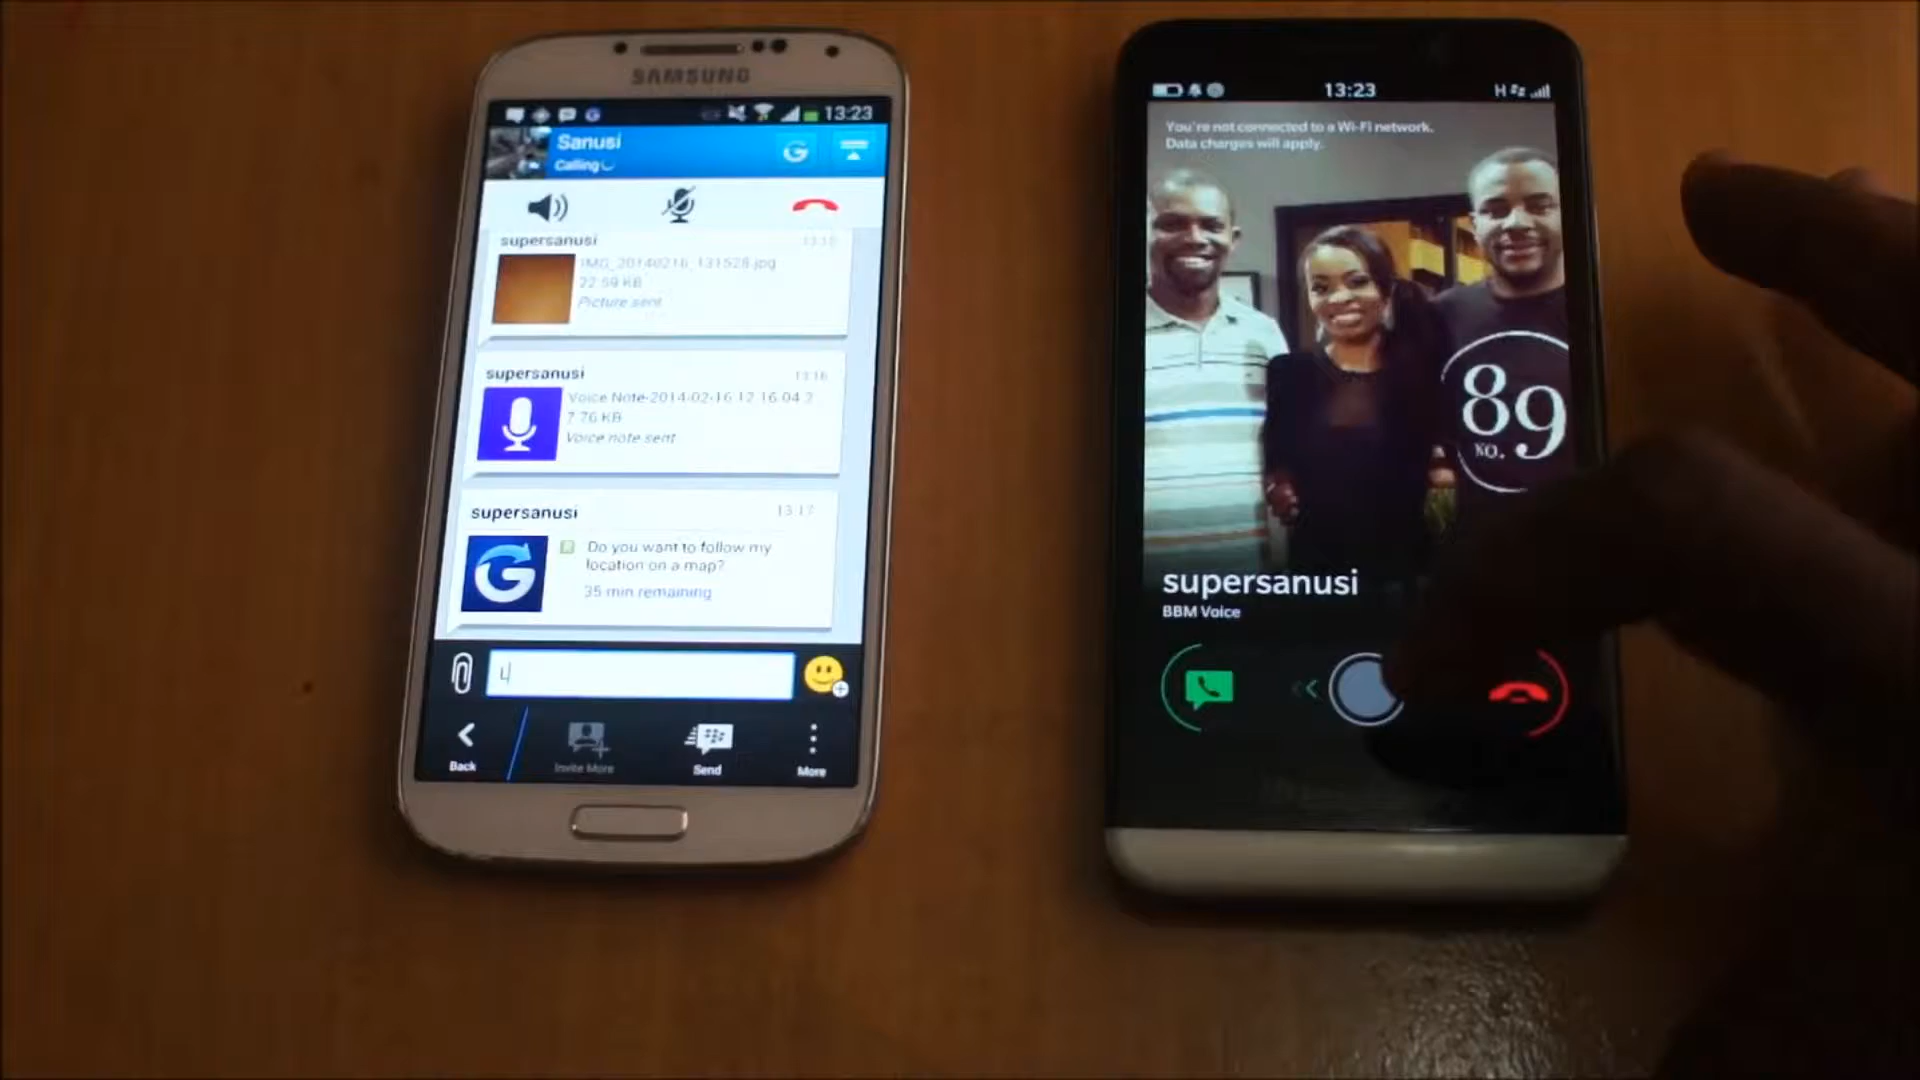 SAMSUNG
13:23
Sanusi
Calling
supersanusi
13:15
IMG_20140216_131528.jpg
22.59 KB
Picture sent
supersanusi
13:16
Voice Note-2014-02-16 12.16.04 2
7.76 KB
Voice note sent
supersanusi
13:17
G
Do you want to follow my
location on a map?
35 min remaining
Back
Invite More
Send
More
13:23
H
You're not connected to a Wi-Fi network.
Data charges will apply.
89
NO.
supersanusi
BBM Voice